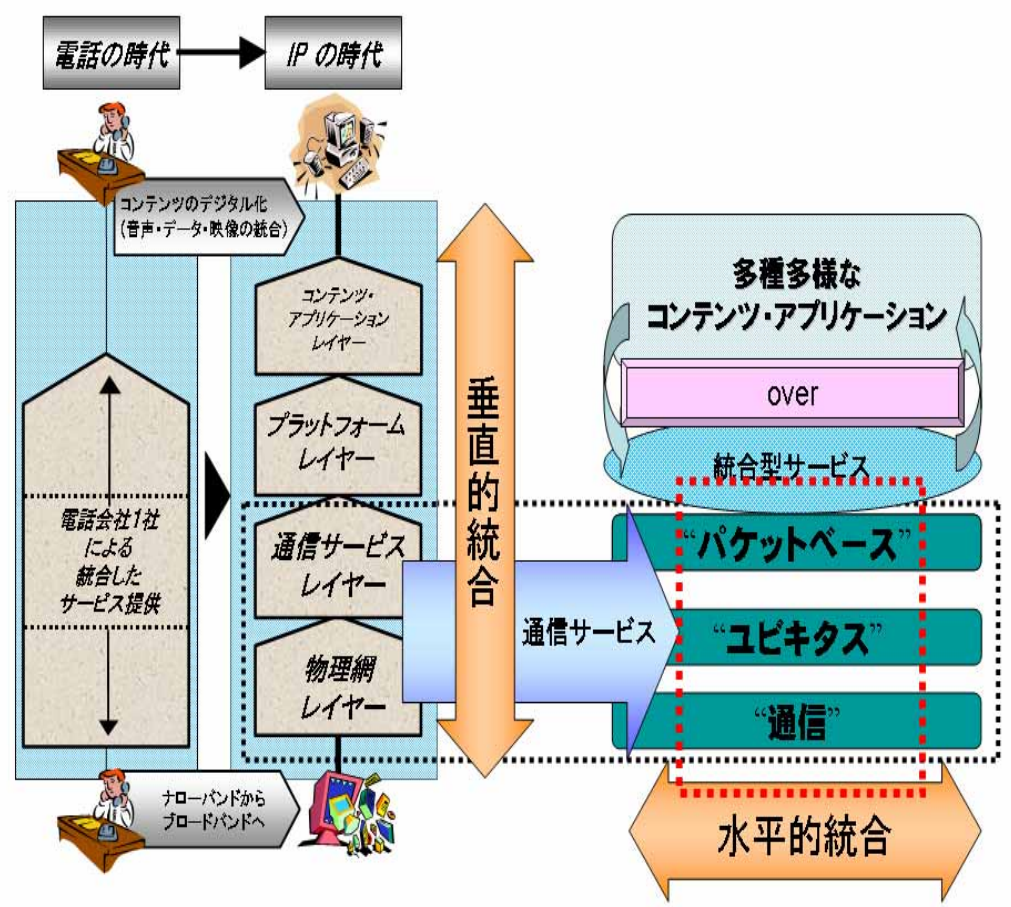 電話の時代
IP の時代
コンテンツのデジタル化
(音声・データ・映像の統合)
コンテンツ・
アプリケーション
レイヤー
プラットフォーム
レイヤー
通信サービス
レイヤー
物理網
レイヤー
電話会社1社
による
統合した
サービス提供
ナローバンドから
ブロードバンドへ
垂直的統合
通信サービス
多種多様な
コンテンツ・アプリケーション
over
統合型サービス
“パケットベース”
“ユビキタス”
“通信”
水平的統合